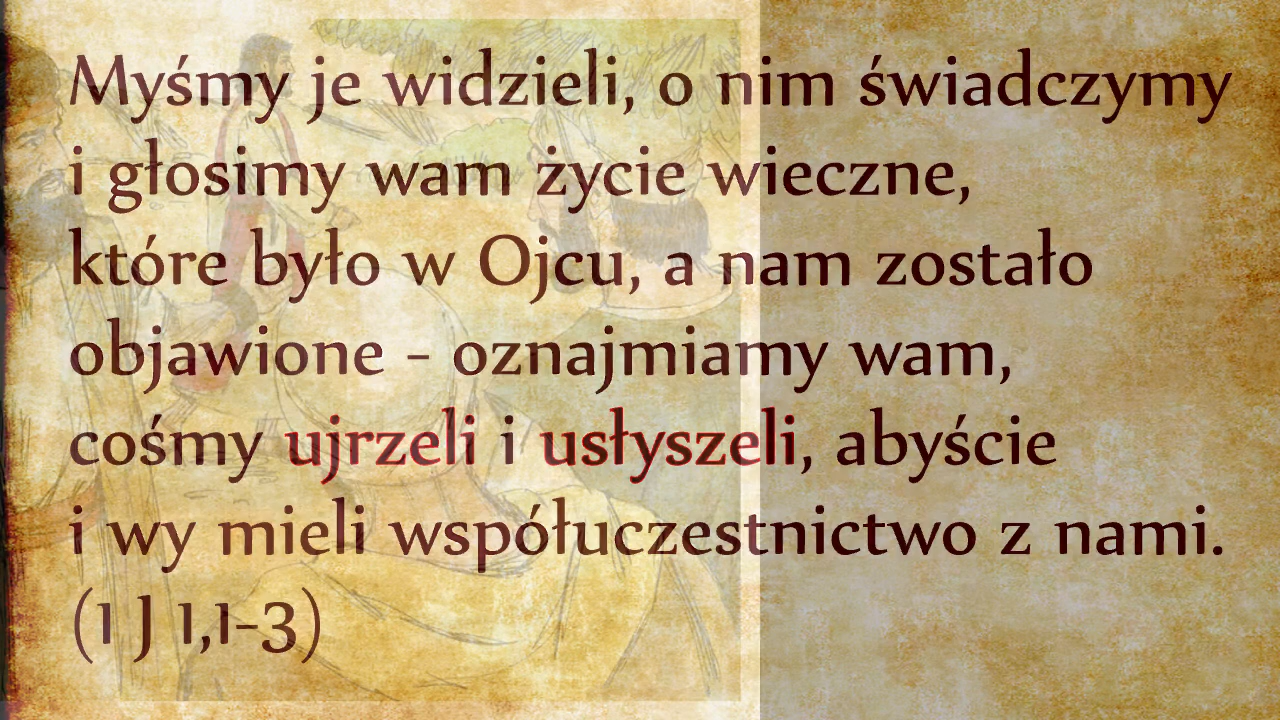 Myśmy je widzieli, o nim świadczymy
i głosimy wam życie wieczne,
które było w Ojcu, a nam zostało
objawione - oznajmiamy wam,
cośmy ujrzeli i usłyszeli, abyście
i wy mieli współuczestnictwo z nami.
(1 J 1,1-3)